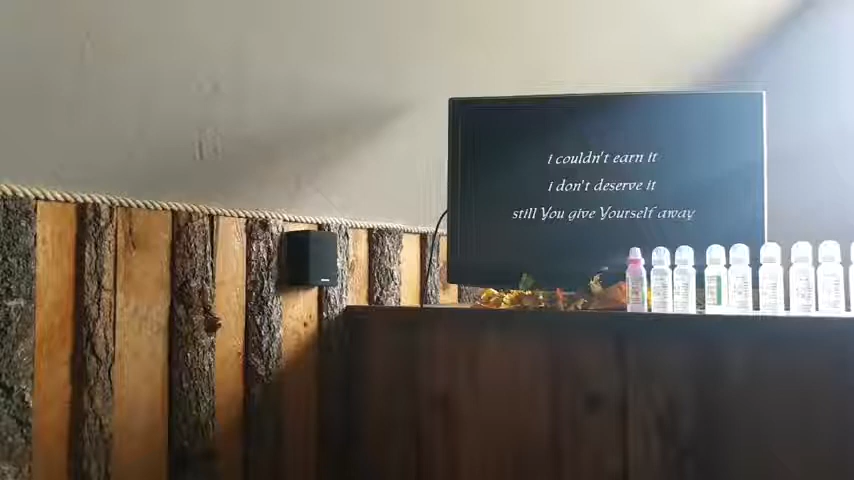 I couldn't earn it
I don't deserve it
still You give Yourself away